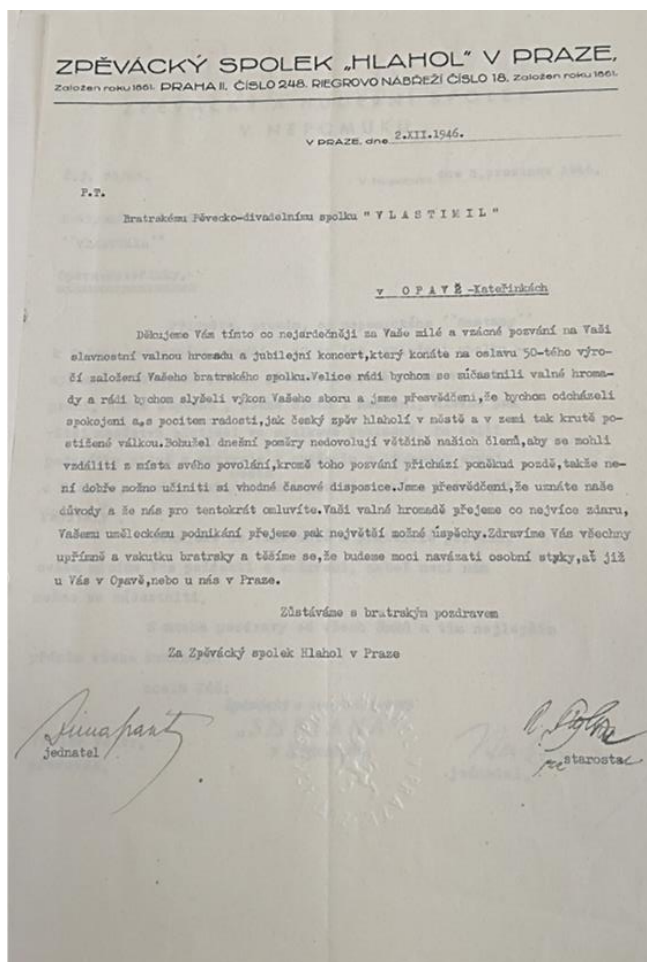 ZPĚVÁCKÝ SPOLEK „HLAHOL" V PRAZE,
Založen roku 1861. PRAHA II, ČÍSLO 248. RIEGROVO NÁBŘEŽÍ ČÍSLO 18. Založen roku 1861.
V PRAZE, dne 2.XII.1946.
P.T.
Bratrskému Pěvecko-divadelnímu spolku " V L A S T I M I L "
v O P A V Ě -Kateřinkách
Děkujeme Vám tímto co nejsrdečněji za Vaše milé a vzácné pozvání na Vaši
slavnostní valnou hromadu a jubilejní koncert,který konáte na oslavu 50-tého výro-
čí založení Vašeho bratrského spolku.Velice rádi bychom se zúčastnili valné hroma-
dy a rádi bychom slyšeli výkon Vašeho sboru a jsme přesvědčeni,že bychom odcházeli
spokojeni a,s pocitem radosti,jak český zpěv hlaholí v městě a v zemi tak krutě po-
stižené válkou.Bohužel dnešní poměry nedovolují většině našich členů,aby se mohli
vzdáliti z místa svého povolání,kromě toho pozvání přichází poněkud pozdě,takže ne-
ní dobře možno učiniti si vhodné časové disposice.Jsme přesvědčeni,že uznáte naše
důvody a že nás pro tentokrát omluvíte.Vaší valné hromadě přejeme co nejvíce zdaru,
Vašemu uměleckému podnikání přejeme pak největší možné úspěchy.Zdravíme Vás všechny
upřímně a vskutku bratrsky a těšíme se,že budeme moci navázati osobní styky,ať již
u Vás v Opavě,nebo u nás v Praze.
Zůstáváme s bratrským pozdravem
Za Zpěvácký spolek Hlahol v Praze
jednatel
starosta